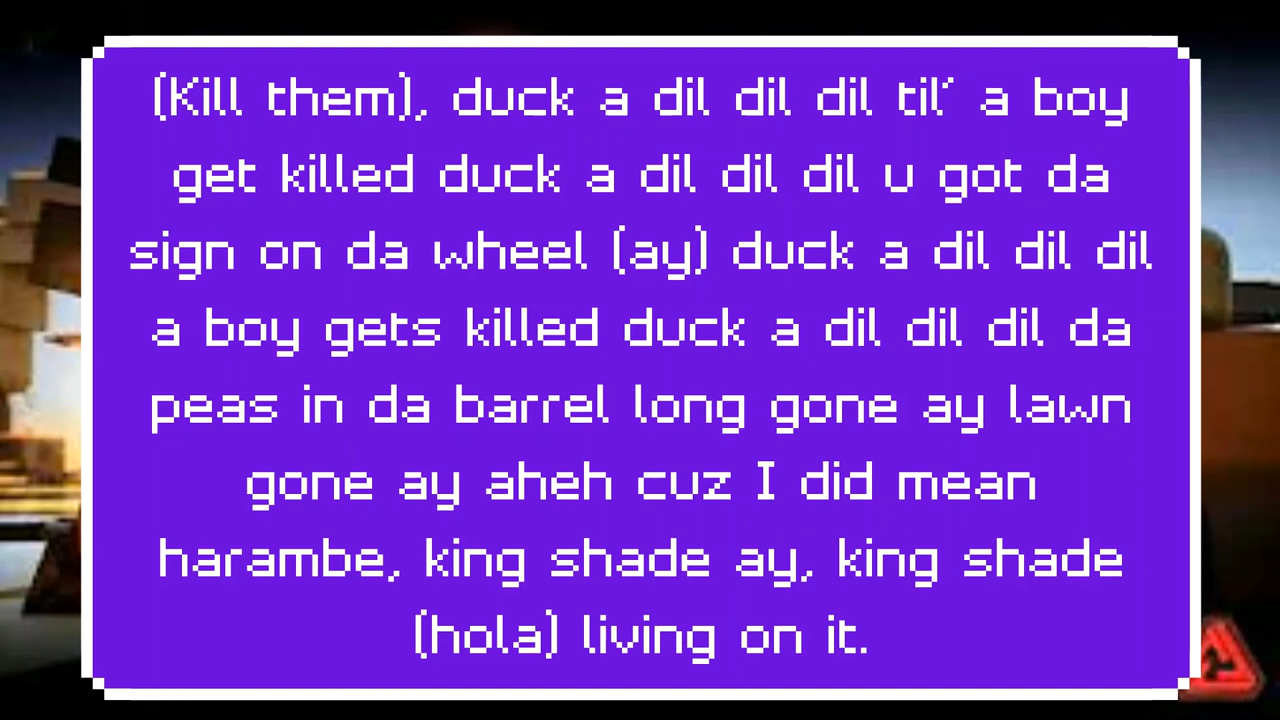 (Kill them), duck a dil dil dil til' a boy
get killed duck a dil dil dil u got da
sign on da wheel (ay) duck a dil dil dil
a boy gets killed duck a dil dil dil da
peas in da barrel long gone ay lawn
gone ay aheh cuz I did mean
harambe, king shade ay, king shade
(hola) living on it.